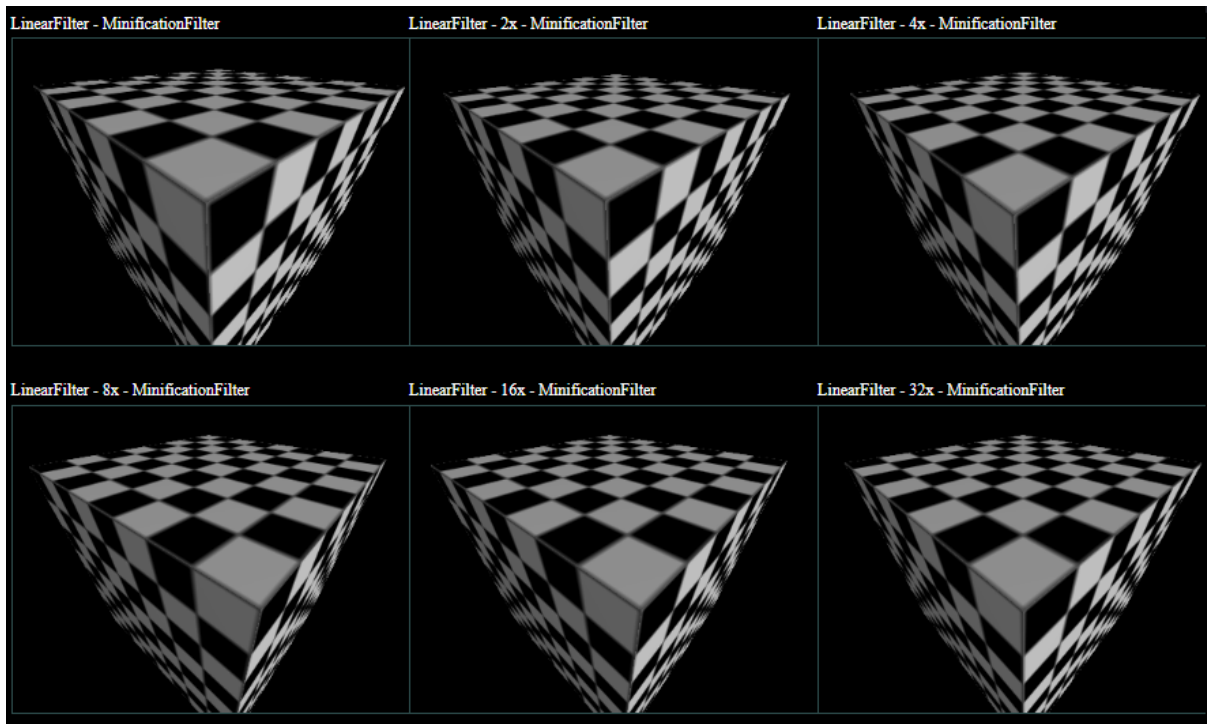 LinearFilter - MinificationFilter
LinearFilter - 2x - MinificationFilter
LinearFilter - 4x - MinificationFilter
LinearFilter - 8x - MinificationFilter
LinearFilter - 16x - MinificationFilter
LinearFilter - 32x - MinificationFilter